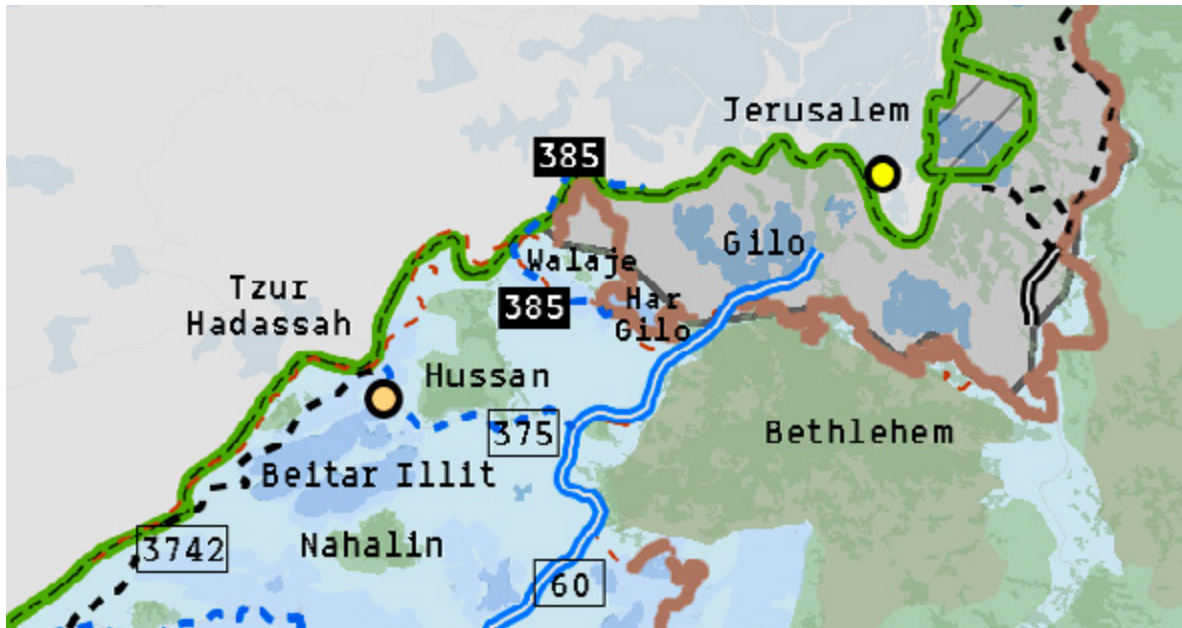 Jerusalem
385
Gilo
Walaje
Tzur
Hadassah
385
Har
Gilo
Hussan
375
Bethlehem
Beitar Illit
3742
Nahalin
60